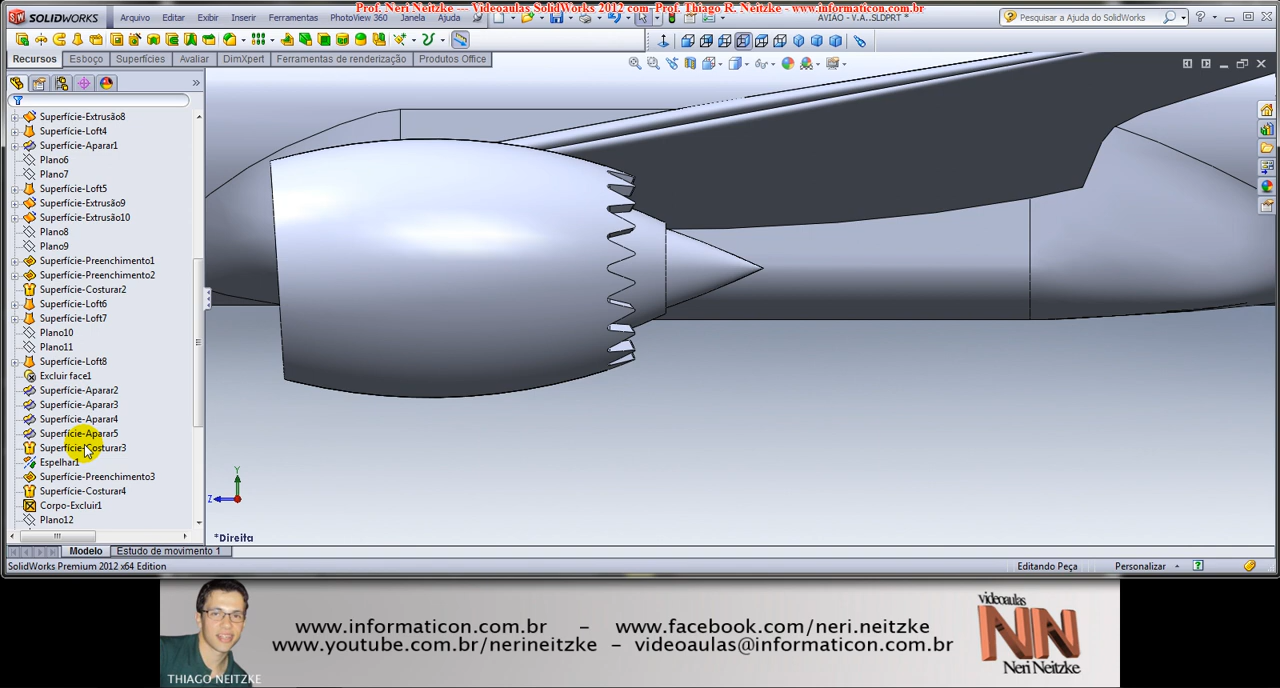 Prof. Neri Neitzke --- Videoaulas SolidWorks 2012 com Prof. Thiago R. Neitzke - www.informaticon.com.br
SOLIDWORKS
Arquivo Editar Exibir Inserir Ferramentas PhotoView 360 Janela Ajuda
AVIÃO - V.A..SLDPRT *
Pesquisar a Ajuda do SolidWorks
Recursos Esboço Superfícies Avaliar DimXpert Ferramentas de renderização Produtos Office
Superfície-Extrusão8
Superfície-Loft4
Superfície-Aparar1
Plano6
Plano7
Superfície-Loft5
Superfície-Extrusão9
Superfície-Extrusão10
Plano8
Plano9
Superfície-Preenchimento1
Superfície-Preenchimento2
Superfície-Costurar2
Superfície-Loft6
Superfície-Loft7
Plano10
Plano11
Superfície-Loft8
Excluir face1
Superfície-Aparar2
Superfície-Aparar3
Superfície-Aparar4
Superfície-Aparar5
Superfície-Costurar3
Espelhar1
Superfície-Preenchimento3
Superfície-Costurar4
Corpo-Excluir1
Plano12
Y
Z
*Direita
Modelo Estudo de movimento 1
SolidWorks Premium 2012 x64 Edition
Editando Peça
Personalizar
www.informaticon.com.br - www.facebook.com/neri.neitzke
www.youtube.com.br/nerineitzke - videoaulas@informaticon.com.br
THIAGO NEITZKE
videoaulas
NN
Neri Neitzke